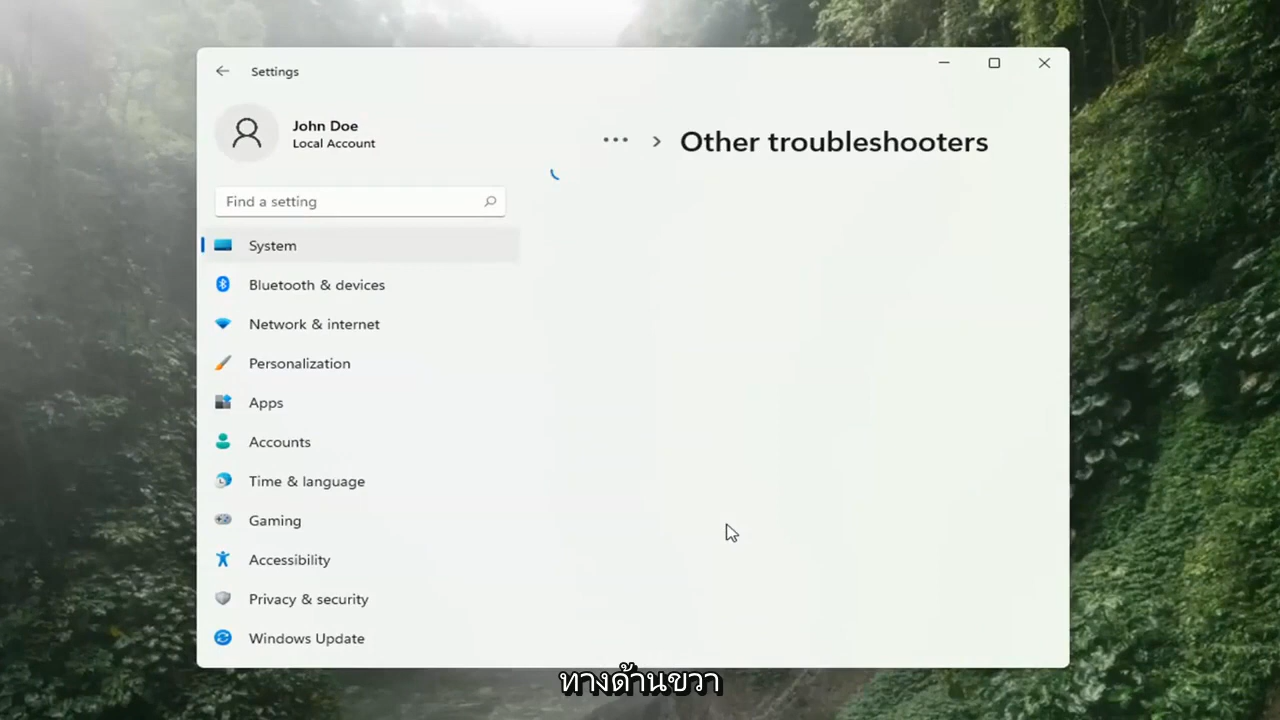 Settings
John Doe
Local Account
Find a setting
System
Bluetooth & devices
Network & internet
Personalization
Apps
Accounts
Time & language
Gaming
Accessibility
Privacy & security
Windows Update
... > Other troubleshooters
ทางด้านขวา